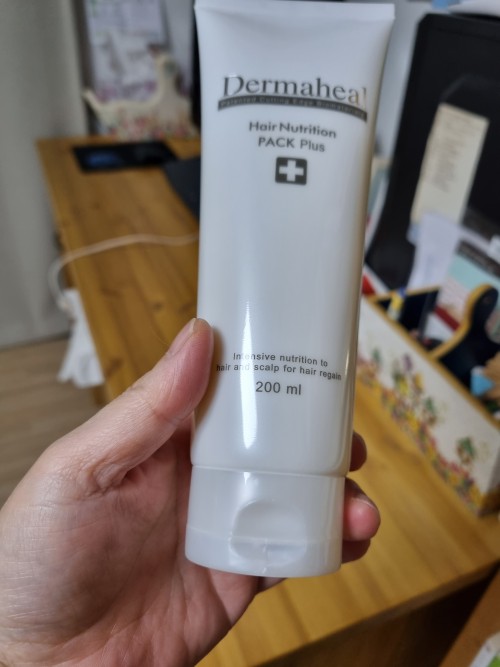 Dermaheal
Hair Nutrition
PACK Plus
Intensive nutrition to
hair and scalp for hair regain
200 ml